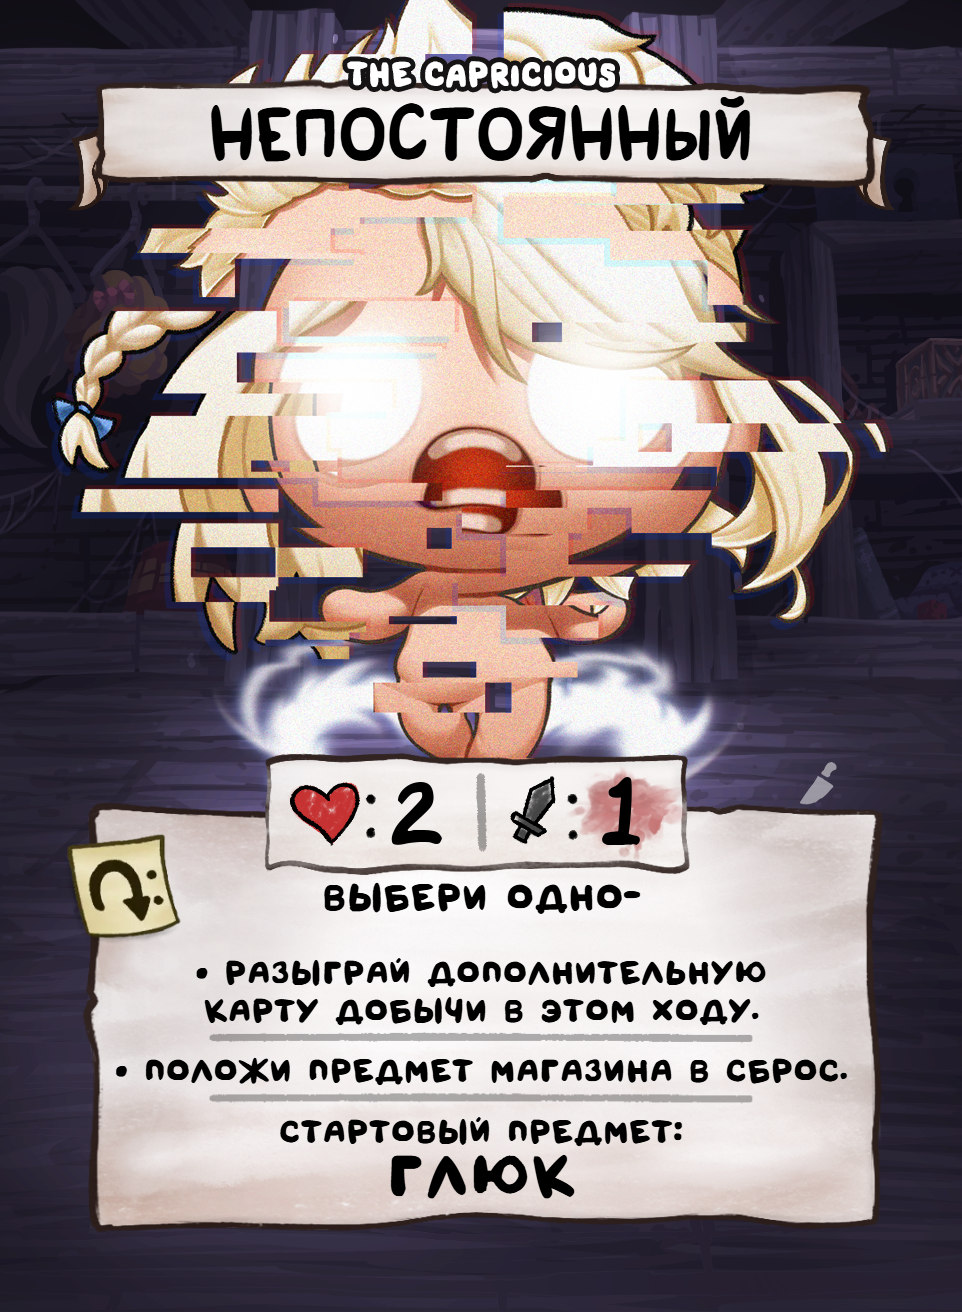 THE CAPRICIOUS
НЕПОСТОЯННЫЙ
:2 | :1
ВЫБЕРИ ОДНО-
• РАЗЫГРАЙ ДОПОЛНИТЕЛЬНУЮ
КАРТУ ДОБЫЧИ В ЭТОМ ХОДУ.
• ПОЛОЖИ ПРЕДМЕТ МАГАЗИНА В СБРОС.
СТАРТОВЫЙ ПРЕДМЕТ:
ГЛЮК